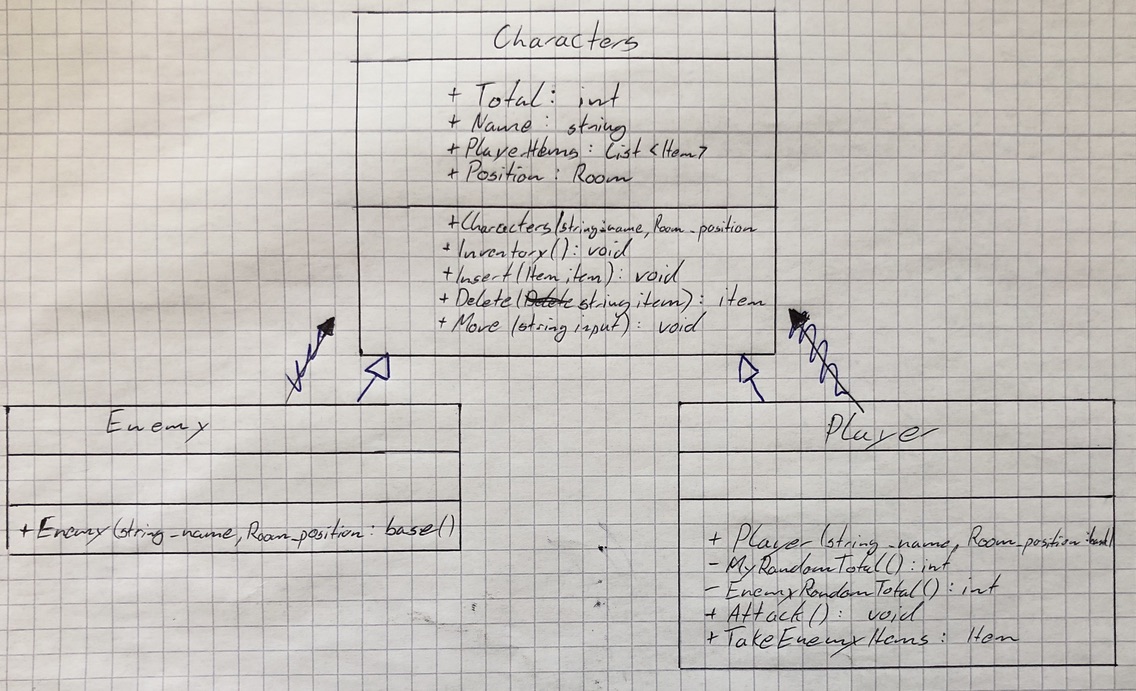 Characters
+ Total: int
+ Name: string
+ PlayerItems: List <Item>
+ Position: Room
+Characters(string_name, Room_position
+ Inventory(): void
+ Insert(Item item): void
+ Delete(string item): item
+ Move (string input): void
Enemy
+ Enemy(string_name, Room_position: base()
Player
+ Player(string_name, Room_position:base()
- MyRandomTotal(): int
- EnemyRandomTotal(): int
+ Attack(): void
+ TakeEnemyItems: Item